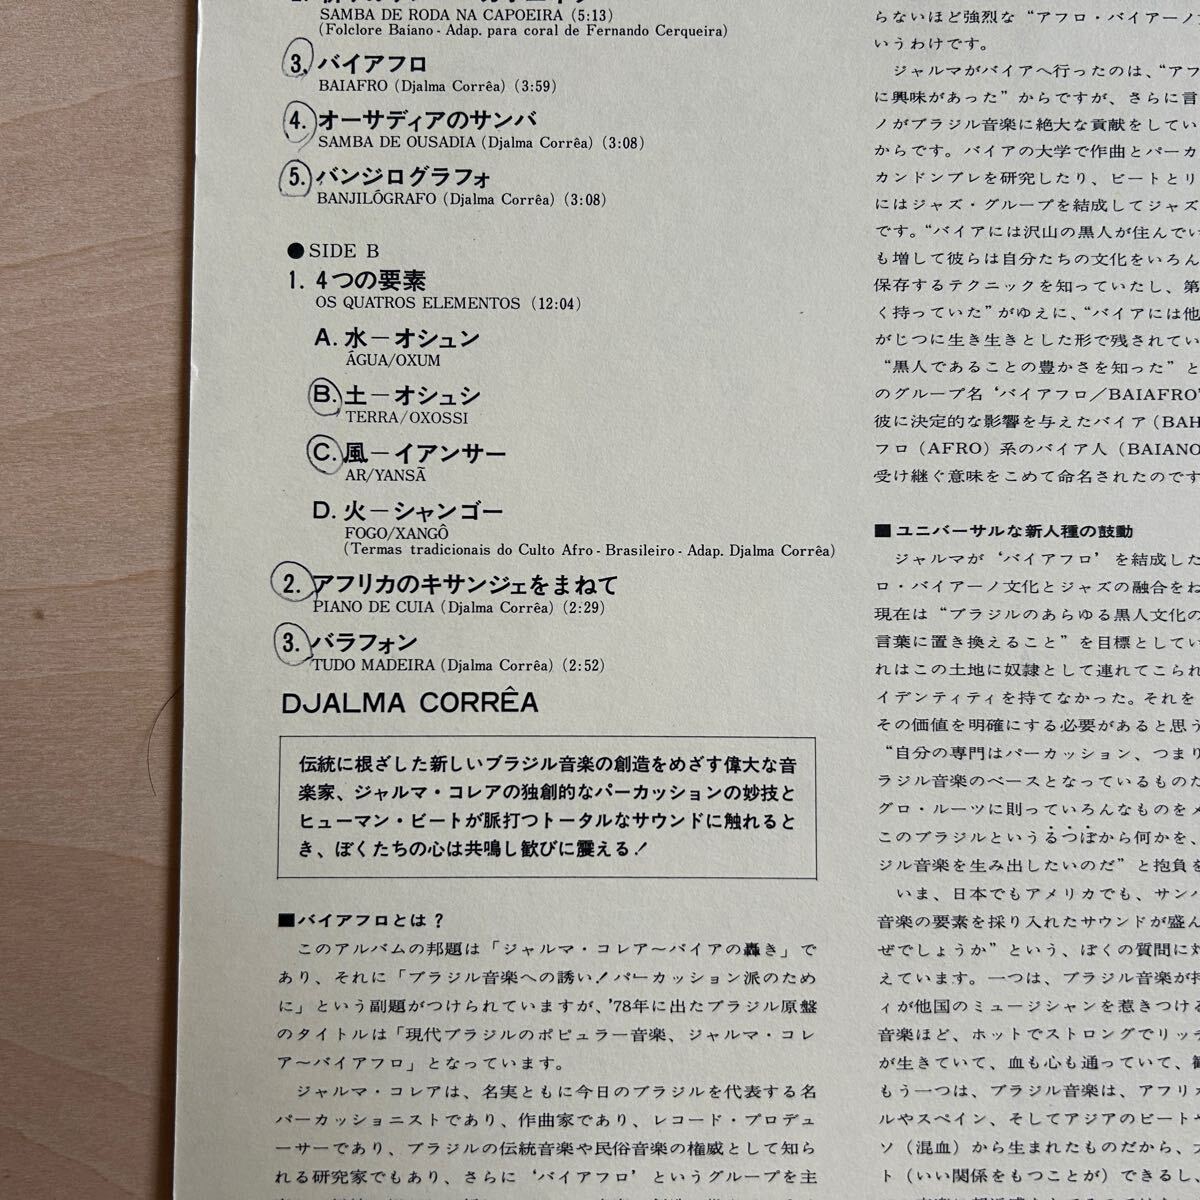 SAMBA DE RODA NA CAPOEIRA (5:13)
(Folclore Baiano - Adap. para coral de Fernando Cerqueira)
3. バイアフロ
BAIAFRO (Djalma Corrêa) (3:59)
4. オーサディアのサンバ
SAMBA DE OUSADIA (Djalma Corrêa) (3:08)
5. バンジログラフォ
BANJILÓGRAFO (Djalma Corrêa) (3:08)
●SIDE B
1. 4つの要素
OS QUATROS ELEMENTOS (12:04)
A. 水－オシュン
ÁGUA/OXUM
B. 土－オシュシ
TERRA/OXOSSI
C. 風－イアンサー
AR/YANSÃ
D. 火－シャンゴー
FOGO/XANGÔ
(Termas tradicionais do Culto Afro - Brasileiro - Adap. Djalma Corrêa)
2. アフリカのキサンジェをまねて
PIANO DE CUIA (Djalma Corrêa) (2:29)
3. バラフォン
TUDO MADEIRA (Djalma Corrêa) (2:52)
DJALMA CORRÊA
伝統に根ざした新しいブラジル音楽の創造をめざす偉大な音
楽家、ジャルマ・コレアの独創的なパーカッションの妙技と
ヒューマン・ビートが脈打つトータルなサウンドに触れると
き、ぼくたちの心は共鳴し歓びに震える！
■バイアフロとは？
このアルバムの邦題は「ジャルマ・コレア〜バイアの轟き」で
あり、それに「ブラジル音楽への誘い！パーカッション派のため
に」という副題がつけられていますが、'78年に出たブラジル原盤
のタイトルは「現代ブラジルのポピュラー音楽、ジャルマ・コレ
ア〜バイアフロ」となっています。
ジャルマ・コレアは、名実ともに今日のブラジルを代表する名
パーカッショニストであり、作曲家であり、レコード・プロデュ
ーサーであり、ブラジルの伝統音楽や民俗音楽の権威として知ら
れる研究家でもあり、さらに‘バイアフロ’というグループを主
らないほど強烈な“アフロ・バイアーノ
いうわけです。
ジャルマがバイアへ行ったのは、“アフ
に興味があった”からですが、さらに言
ノがブラジル音楽に絶大な貢献をしてい
からです。バイアの大学で作曲とパーカ
カンドンブレを研究したり、ビートとリ
にはジャズ・グループを結成してジャズ
です。“バイアには沢山の黒人が住んでい
も増して彼らは自分たちの文化をいろん
保存するテクニックを知っていたし、第
く持っていた”がゆえに、“バイアには他
がじつに生き生きとした形で残されてい
“黒人であることの豊かさを知った”と
のグループ名‘バイアフロ／BAIAFRO’
彼に決定的な影響を与えたバイア（BAH
フロ（AFRO）系のバイア人（BAIANO
受け継ぐ意味をこめて命名されたのです
■ユニバーサルな新人種の鼓動
ジャルマが‘バイアフロ’を結成した
ロ・バイアーノ文化とジャズの融合をね
現在は“ブラジルのあらゆる黒人文化の
言葉に置き換えること”を目標としてい
れはこの土地に奴隷として連れてこられ
イデンティティを持てなかった。それを
その価値を明確にする必要があると思う
“自分の専門はパーカッション、つまり
ラジル音楽のベースとなっているものだ
グロ・ルーツに則っていろんなものをメ
このブラジルというるつぼから何かを、
ジル音楽を生み出したいのだ”と抱負を
いま、日本でもアメリカでも、サンバ
音楽の要素を採り入れたサウンドが盛ん
ぜでしょうか”という、ぼくの質問に対
えています。一つは、ブラジル音楽が持
ィが他国のミュージシャンを惹きつける
音楽ほど、ホットでストロングでリッチ
が生きていて、血も心も通っていて、
もう一つは、ブラジル音楽は、アフリ
ルやスペイン、そしてアジアのビートや
ソ（混血）から生まれたものだから、
ト（いい関係をもつことが）できるし、